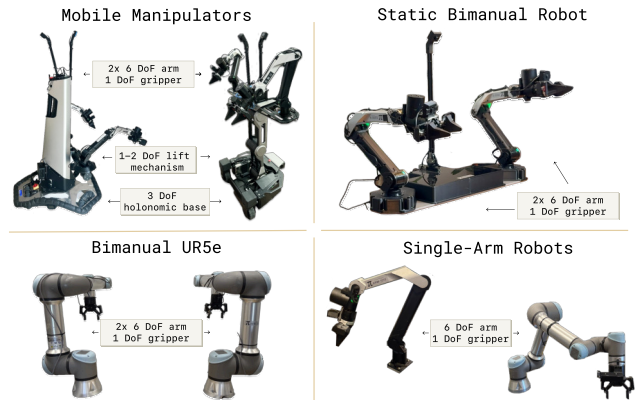 Mobile Manipulators
2x 6 DoF arm
1 DoF gripper
1–2 DoF lift
mechanism
3 DoF
holonomic base
Static Bimanual Robot
2x 6 DoF arm
1 DoF gripper
Bimanual UR5e
2x 6 DoF arm
1 DoF gripper
Single-Arm Robots
6 DoF arm
1 DoF gripper